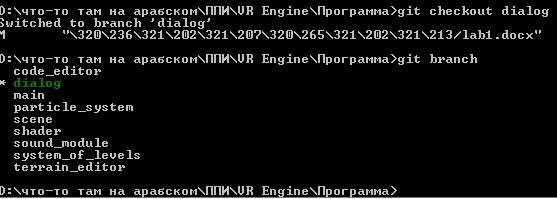 D:\что-то там на арабском\ППИ\VR Engine\Программа>git checkout dialog
Switched to branch 'dialog'
M       "\320\236\321\202\321\207\320\265\321\202\321\213/lab1.docx"
D:\что-то там на арабском\ППИ\VR Engine\Программа>git branch
  code_editor
* dialog
  main
  particle_system
  scene
  shader
  sound_module
  system_of_levels
  terrain_editor
D:\что-то там на арабском\ППИ\VR Engine\Программа>